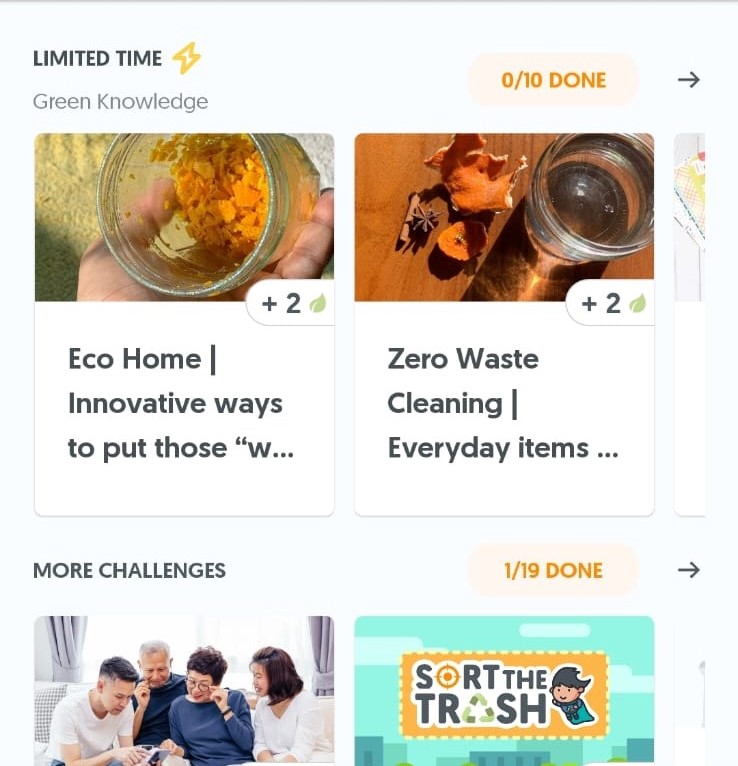 LIMITED TIME
0/10 DONE
Green Knowledge
+ 2
+ 2
Eco Home |
Innovative ways
to put those “w...
Zero Waste
Cleaning |
Everyday items ...
MORE CHALLENGES
1/19 DONE
SORT THE
TRASH